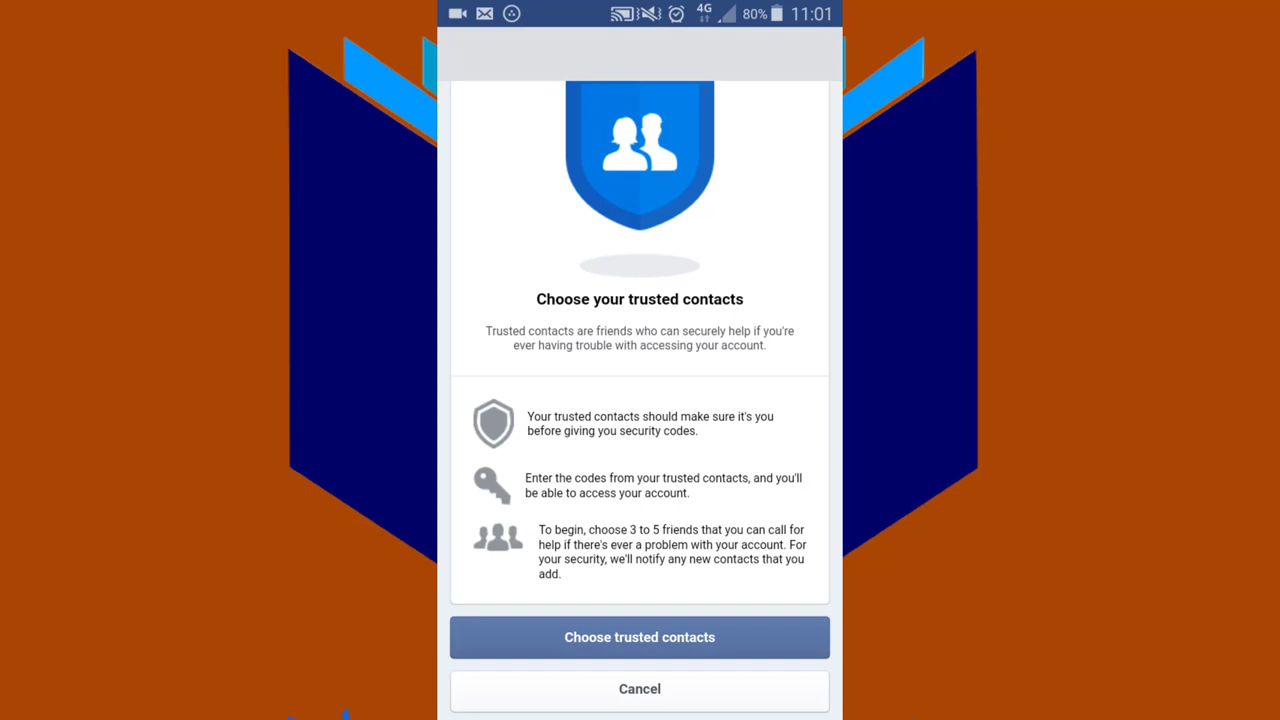 4G 80% 11:01
Choose your trusted contacts
Trusted contacts are friends who can securely help if you're
ever having trouble with accessing your account.
Your trusted contacts should make sure it's you
before giving you security codes.
Enter the codes from your trusted contacts, and you'll
be able to access your account.
To begin, choose 3 to 5 friends that you can call for
help if there's ever a problem with your account. For
your security, we'll notify any new contacts that you
add.
Choose trusted contacts
Cancel